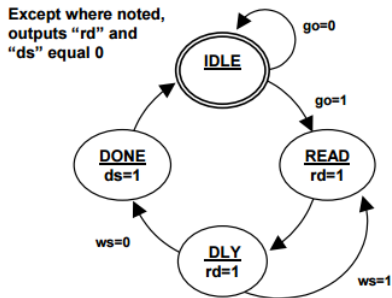 Except where noted,
outputs “rd” and
“ds” equal 0
go=0
IDLE
go=1
DONE
ds=1
READ
rd=1
ws=0
DLY
rd=1
ws=1